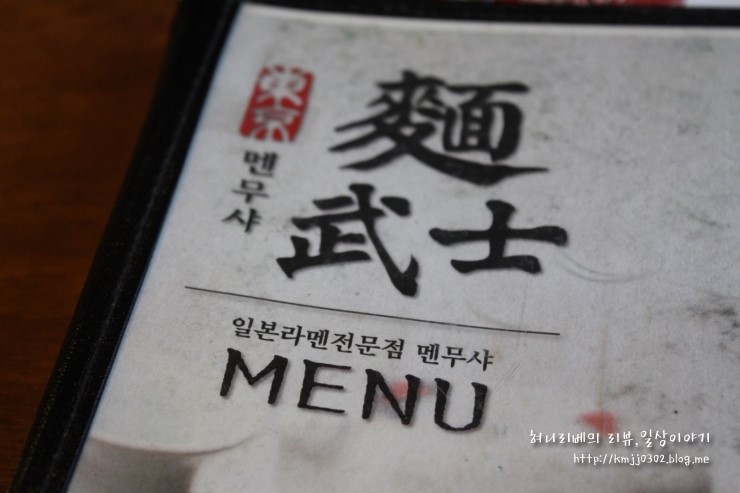 東京
멘무샤
麵
武士
일본라멘전문점 멘무샤
MENU
허니리베의 리뷰,일상이야기
http://kmjj0302.blog.me